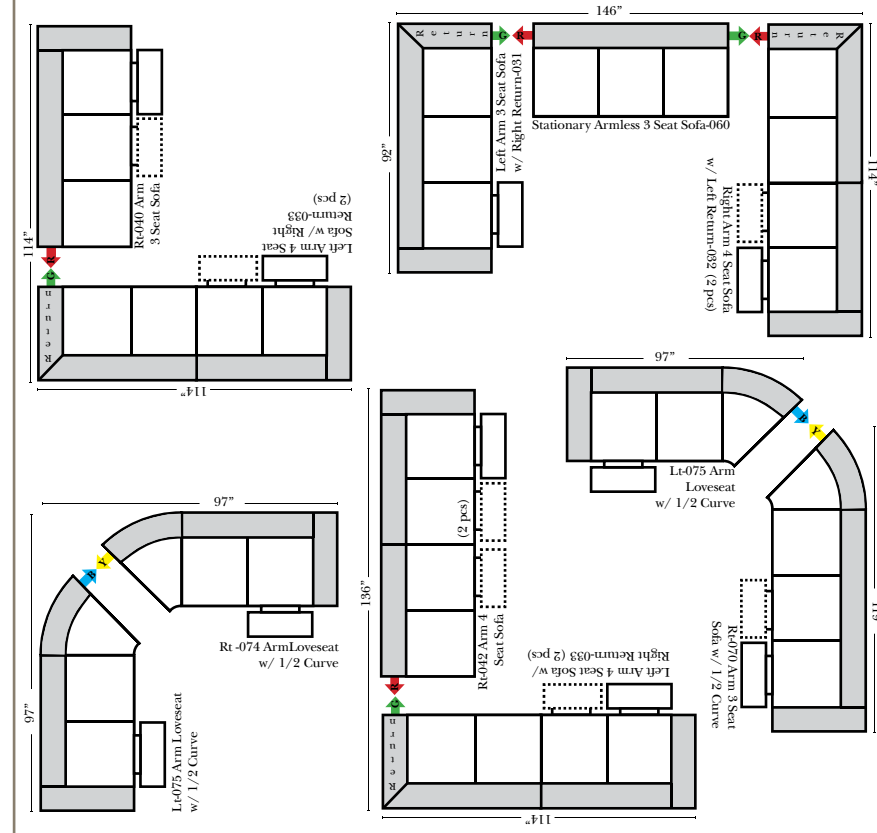 146”
Return
G
R
G
R
Return
Left Arm 3 Seat Sofa
w/ Right Return-031
Stationary Armless 3 Seat Sofa-060
92”
114”
Right Arm 4 Seat Sofa
w/ Left Return-032 (2 pcs)
114”
Rt-040 Arm
3 Seat Sofa
R
G
Left Arm 4 Seat
Sofa w/ Right
Return-033
(2 pcs)
Return
114”
97”
B
Y
Lt-075 Arm
Loveseat
w/ 1/2 Curve
Rt-070 Arm 3 Seat
Sofa w/ 1/2 Curve
97”
B
Y
Rt -074 ArmLoveseat
w/ 1/2 Curve
97”
Lt-075 Arm Loveseat
w/ 1/2 Curve
136”
(2 pcs)
Rt-042 Arm 4
Seat Sofa
R
G
Left Arm 4 Seat Sofa w/
Right Return-033 (2 pcs)
Return
114”